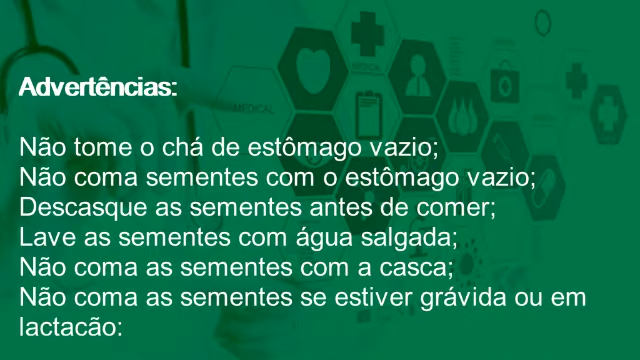 Advertências:
MEDICAL
MEDICAL
Não tome o chá de estômago vazio;
Não coma sementes com o estômago vazio;
Descasque as sementes antes de comer;
Lave as sementes com água salgada;
Não coma as sementes com a casca;
Não coma as sementes se estiver grávida ou em
lactacão: